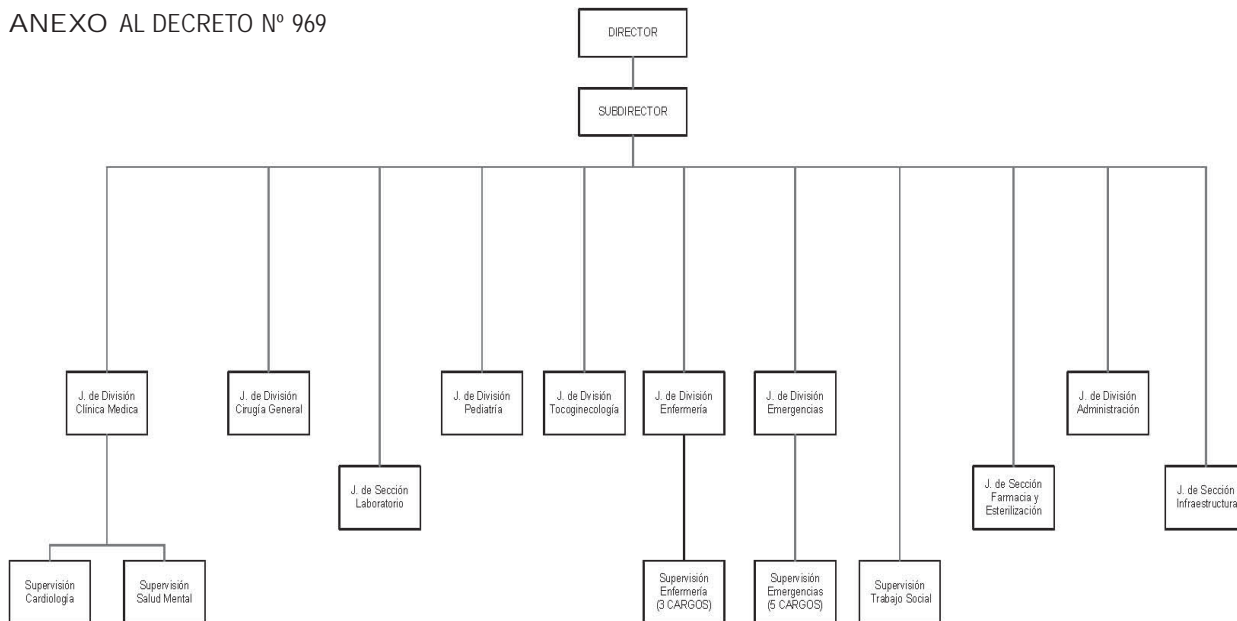 ANEXO AL DECRETO Nº 969
DIRECTOR
SUBDIRECTOR
J. de División
Clínica Medica
J. de División
Cirugía General
J. de División
Pediatría
J. de Dvisión
Tocoginecología
J. de División
Enfermería
J. de División
Emergencias
J. de División
Administración
J. de Sección
Laboratorio
J. de Sección
Farmacia y
Esterilización
J. de Sección
Infraestructura
Supervisión
Cardiología
Supervisión
Salud Mental
Supervisión
Enfermería
(3 CARGOS)
Supervisión
Emergencias
(5 CARGOS)
Supervisión
Trabajo Social